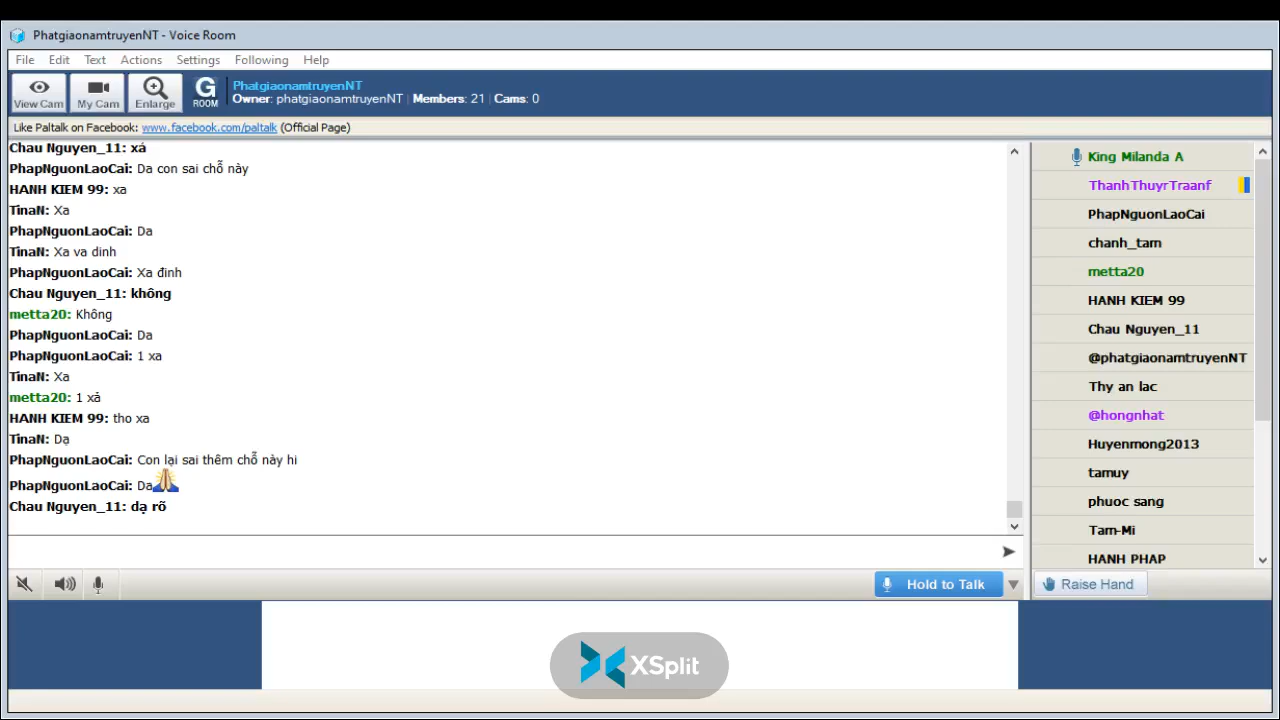 PhatgiaonamtruyenNT - Voice Room
File Edit Text Actions Settings Following Help
View Cam My Cam Enlarge G ROOM
PhatgiaonamtruyenNT
Owner: phatgiaonamtruyenNT | Members: 21 | Cams: 0
Like Paltalk on Facebook: www.facebook.com/paltalk (Official Page)
Chau Nguyen_11: xả
PhapNguonLaoCai: Da con sai chỗ này
HANH KIEM 99: xa
TinaN: Xa
PhapNguonLaoCai: Da
TinaN: Xa va dinh
PhapNguonLaoCai: Xa đinh
Chau Nguyen_11: không
metta20: Không
PhapNguonLaoCai: Da
PhapNguonLaoCai: 1 xa
TinaN: Xa
metta20: 1 xả
HANH KIEM 99: tho xa
TinaN: Dạ
PhapNguonLaoCai: Con lại sai thêm chỗ này hi
PhapNguonLaoCai: Da
Chau Nguyen_11: dạ rõ
King Milanda A
ThanhThuyrTraanf
PhapNguonLaoCai
chanh_tam
metta20
HANH KIEM 99
Chau Nguyen_11
@phatgiaonamtruyenNT
Thy an lac
@hongnhat
Huyenmong2013
tamuy
phuoc sang
Tam-Mi
HANH PHAP
Hold to Talk
Raise Hand
XSplit